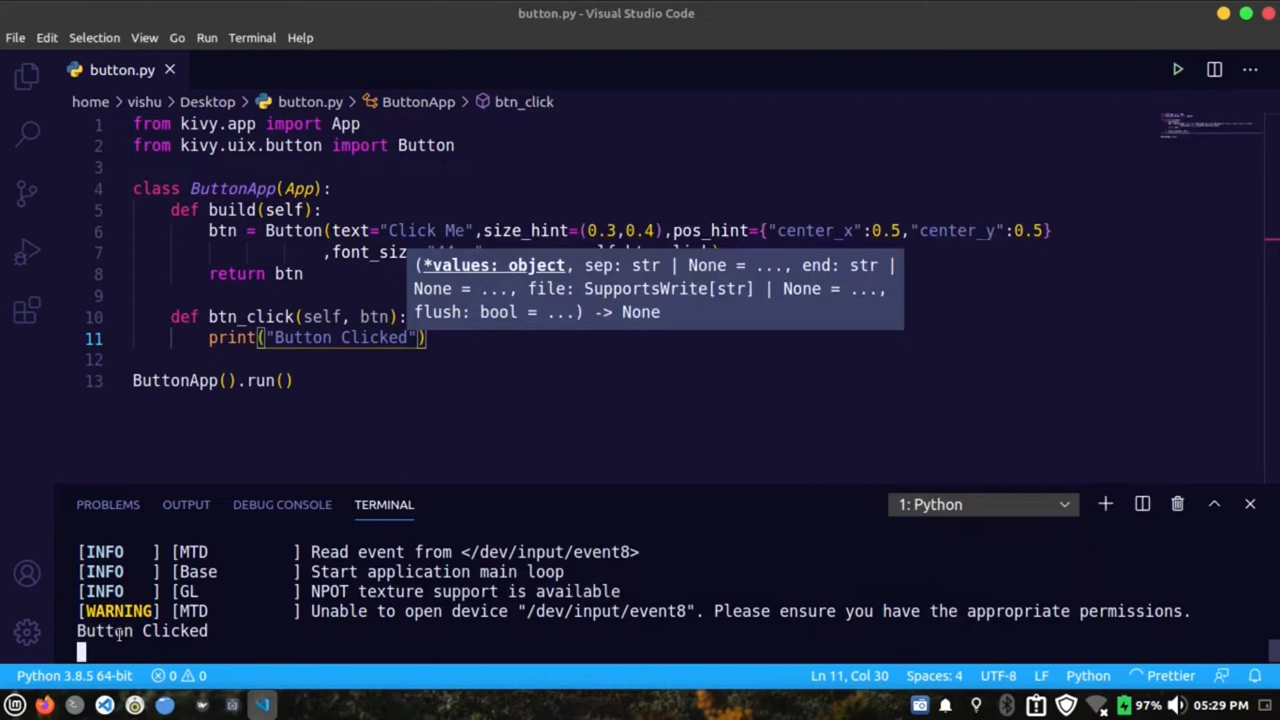 button.py - Visual Studio Code
File Edit Selection View Go Run Terminal Help
button.py
home > vishu > Desktop > button.py > ButtonApp > btn_click
1 from kivy.app import App
2 from kivy.uix.button import Button
3
4 class ButtonApp(App):
5 def build(self):
6 btn = Button(text="Click Me",size_hint=(0.3,0.4),pos_hint={"center_x":0.5,"center_y":0.5}
7 ,font_siz
8 return btn
9
(*values: object, sep: str | None = ..., end: str |
None = ..., file: SupportsWrite[str] | None = ...,
flush: bool = ...) -> None
10 def btn_click(self, btn):
11 print("Button Clicked")
12
13 ButtonApp().run()
PROBLEMS OUTPUT DEBUG CONSOLE TERMINAL 1: Python
[INFO ] [MTD ] Read event from </dev/input/event8>
[INFO ] [Base ] Start application main loop
[INFO ] [GL ] NPOT texture support is available
[WARNING] [MTD ] Unable to open device "/dev/input/event8". Please ensure you have the appropriate permissions.
Button Clicked
Python 3.8.5 64-bit 0 0 Ln 11, Col 30 Spaces: 4 UTF-8 LF Python Prettier
97% 05:29 PM